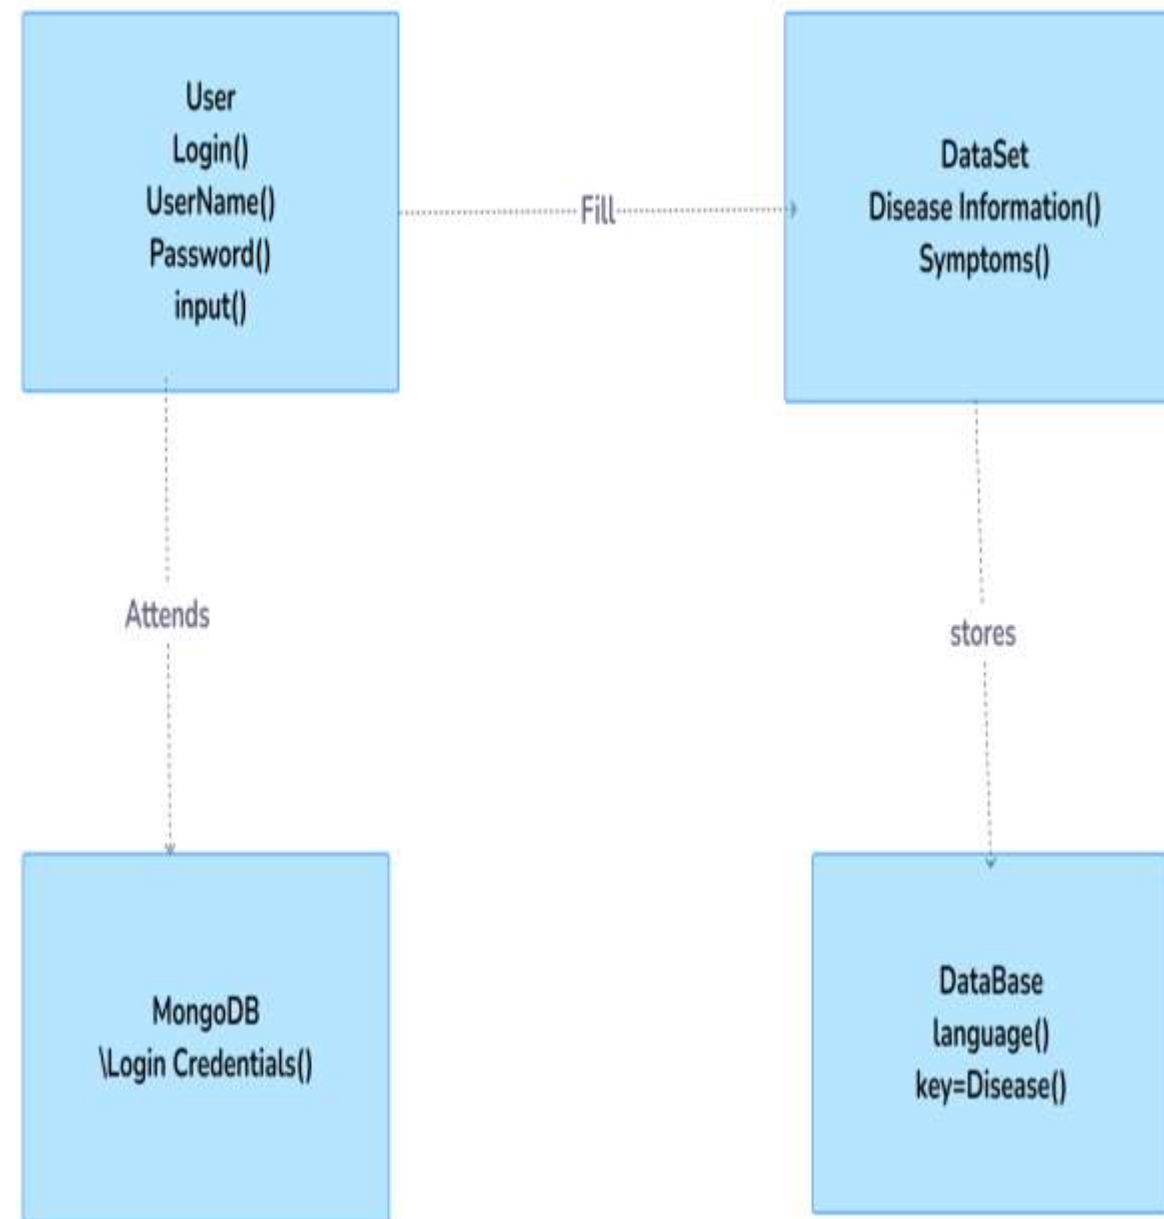 User
Login()
UserName()
Password()
input()
Fill
DataSet
Disease Information()
Symptoms()
Attends
stores
MongoDB
\Login Credentials()
DataBase
language()
key=Disease()